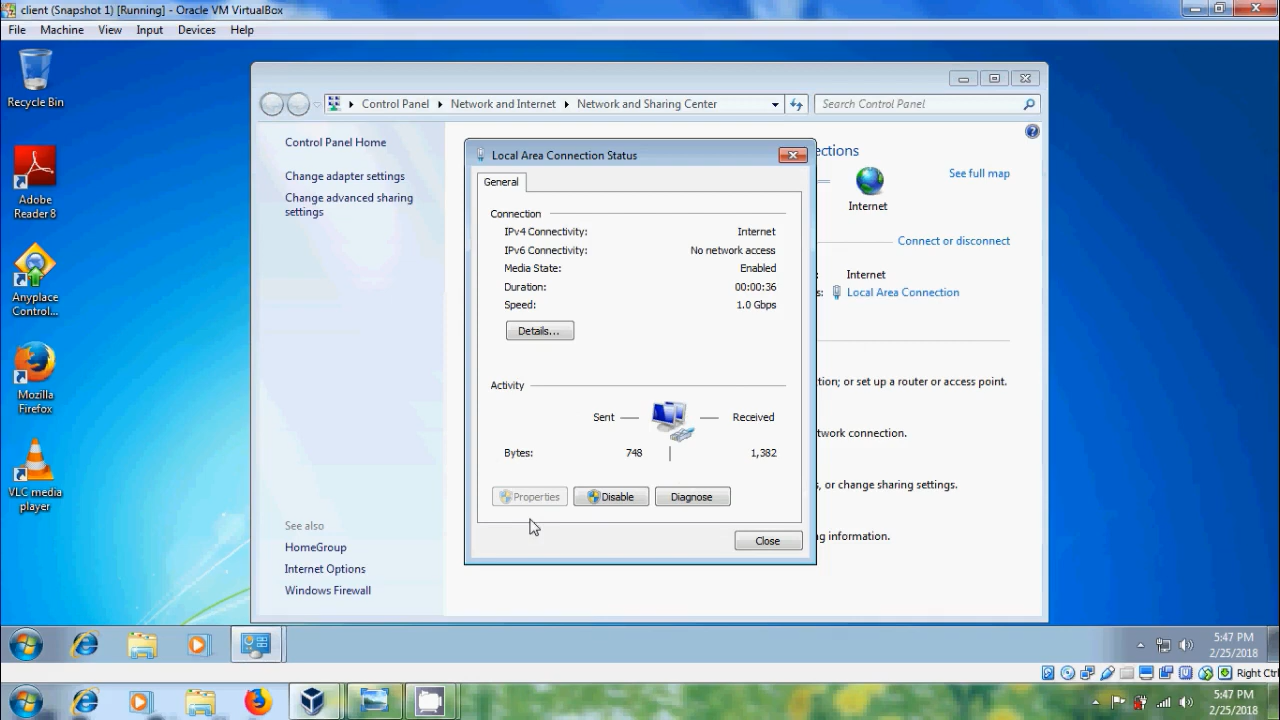 client (Snapshot 1) [Running] - Oracle VM VirtualBox
File Machine View Input Devices Help
Recycle Bin
Adobe
Reader 8
Anyplace
Control...
Mozilla
Firefox
VLC media
player
Control Panel Network and Internet Network and Sharing Center
Search Control Panel
Control Panel Home
Change adapter settings
Change advanced sharing
settings
See also
HomeGroup
Internet Options
Windows Firewall
ections
See full map
Internet
Connect or disconnect
: Internet
s: Local Area Connection
tion; or set up a router or access point.
twork connection.
s, or change sharing settings.
ng information.
Local Area Connection Status
General
Connection
IPv4 Connectivity: Internet
IPv6 Connectivity: No network access
Media State: Enabled
Duration: 00:00:36
Speed: 1.0 Gbps
Details...
Activity
Sent Received
Bytes: 748 1,382
Properties Disable Diagnose
Close
5:47 PM
2/25/2018
Right Ctrl
5:47 PM
2/25/2018